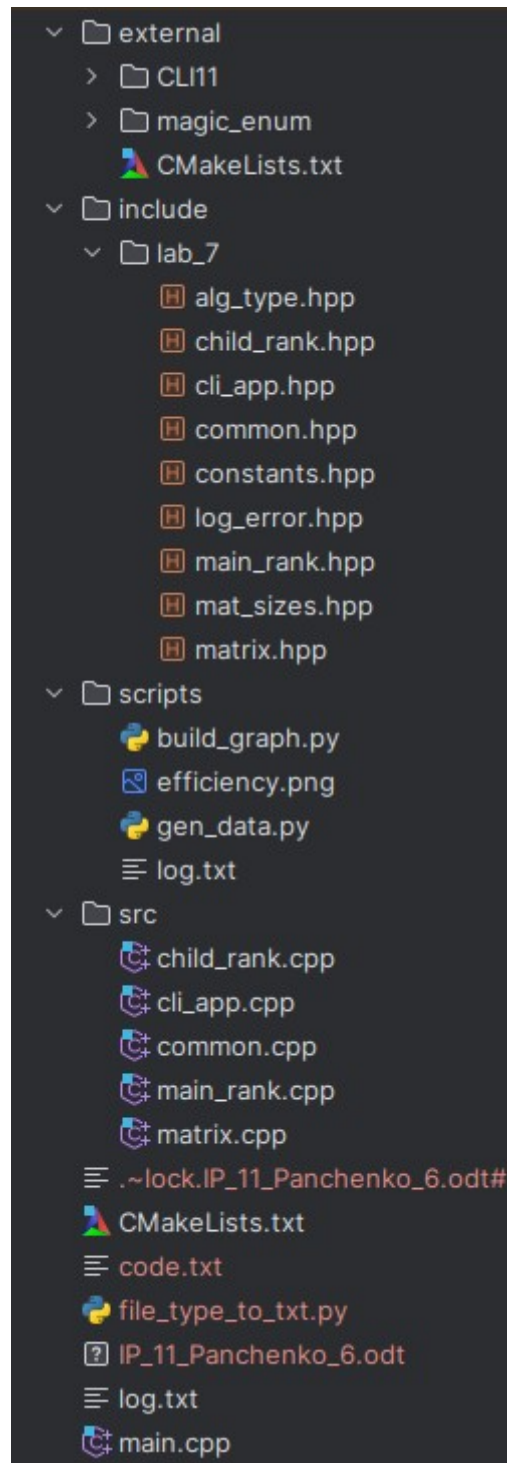 external
CLI11
magic_enum
CMakeLists.txt
include
lab_7
alg_type.hpp
child_rank.hpp
cli_app.hpp
common.hpp
constants.hpp
log_error.hpp
main_rank.hpp
mat_sizes.hpp
matrix.hpp
scripts
build_graph.py
efficiency.png
gen_data.py
log.txt
src
child_rank.cpp
cli_app.cpp
common.cpp
main_rank.cpp
matrix.cpp
.~lock.IP_11_Panchenko_6.odt#
CMakeLists.txt
code.txt
file_type_to_txt.py
IP_11_Panchenko_6.odt
log.txt
main.cpp